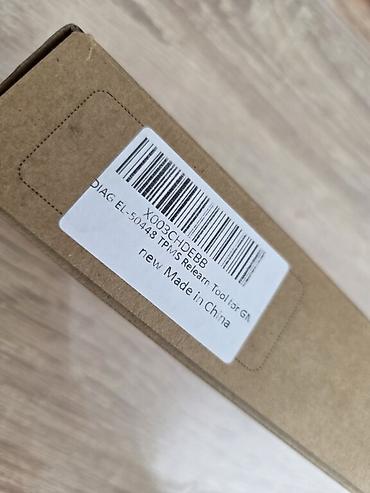 X003CHDEBB
DIAG EL-50448 TPMS Relearn Tool for GM
new Made in China